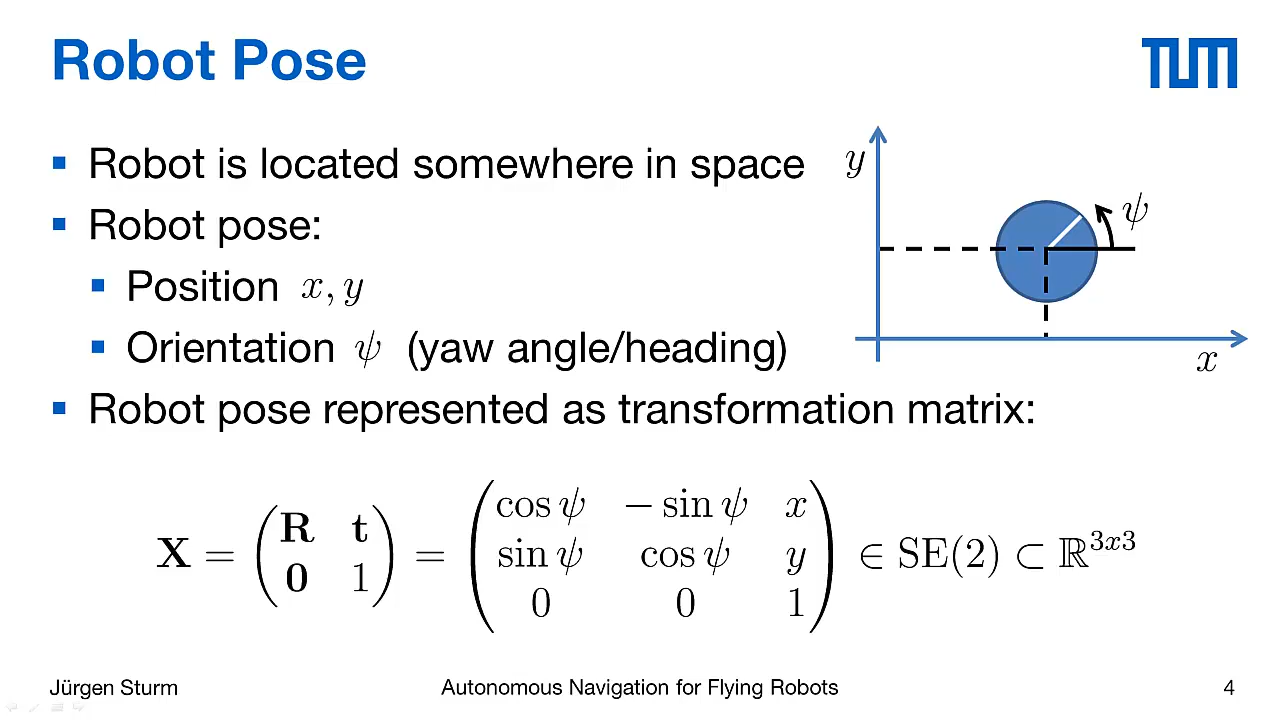 Robot Pose
TUM
▪ Robot is located somewhere in space
▪ Robot pose:
▪ Position x, y
▪ Orientation ψ (yaw angle/heading)
▪ Robot pose represented as transformation matrix:
y
ψ
x
X = (R t; 0 1) = (cos ψ − sin ψ x; sin ψ cos ψ y; 0 0 1) ∈ SE(2) ⊂ ℝ^{3x3}
Jürgen Sturm
Autonomous Navigation for Flying Robots
4